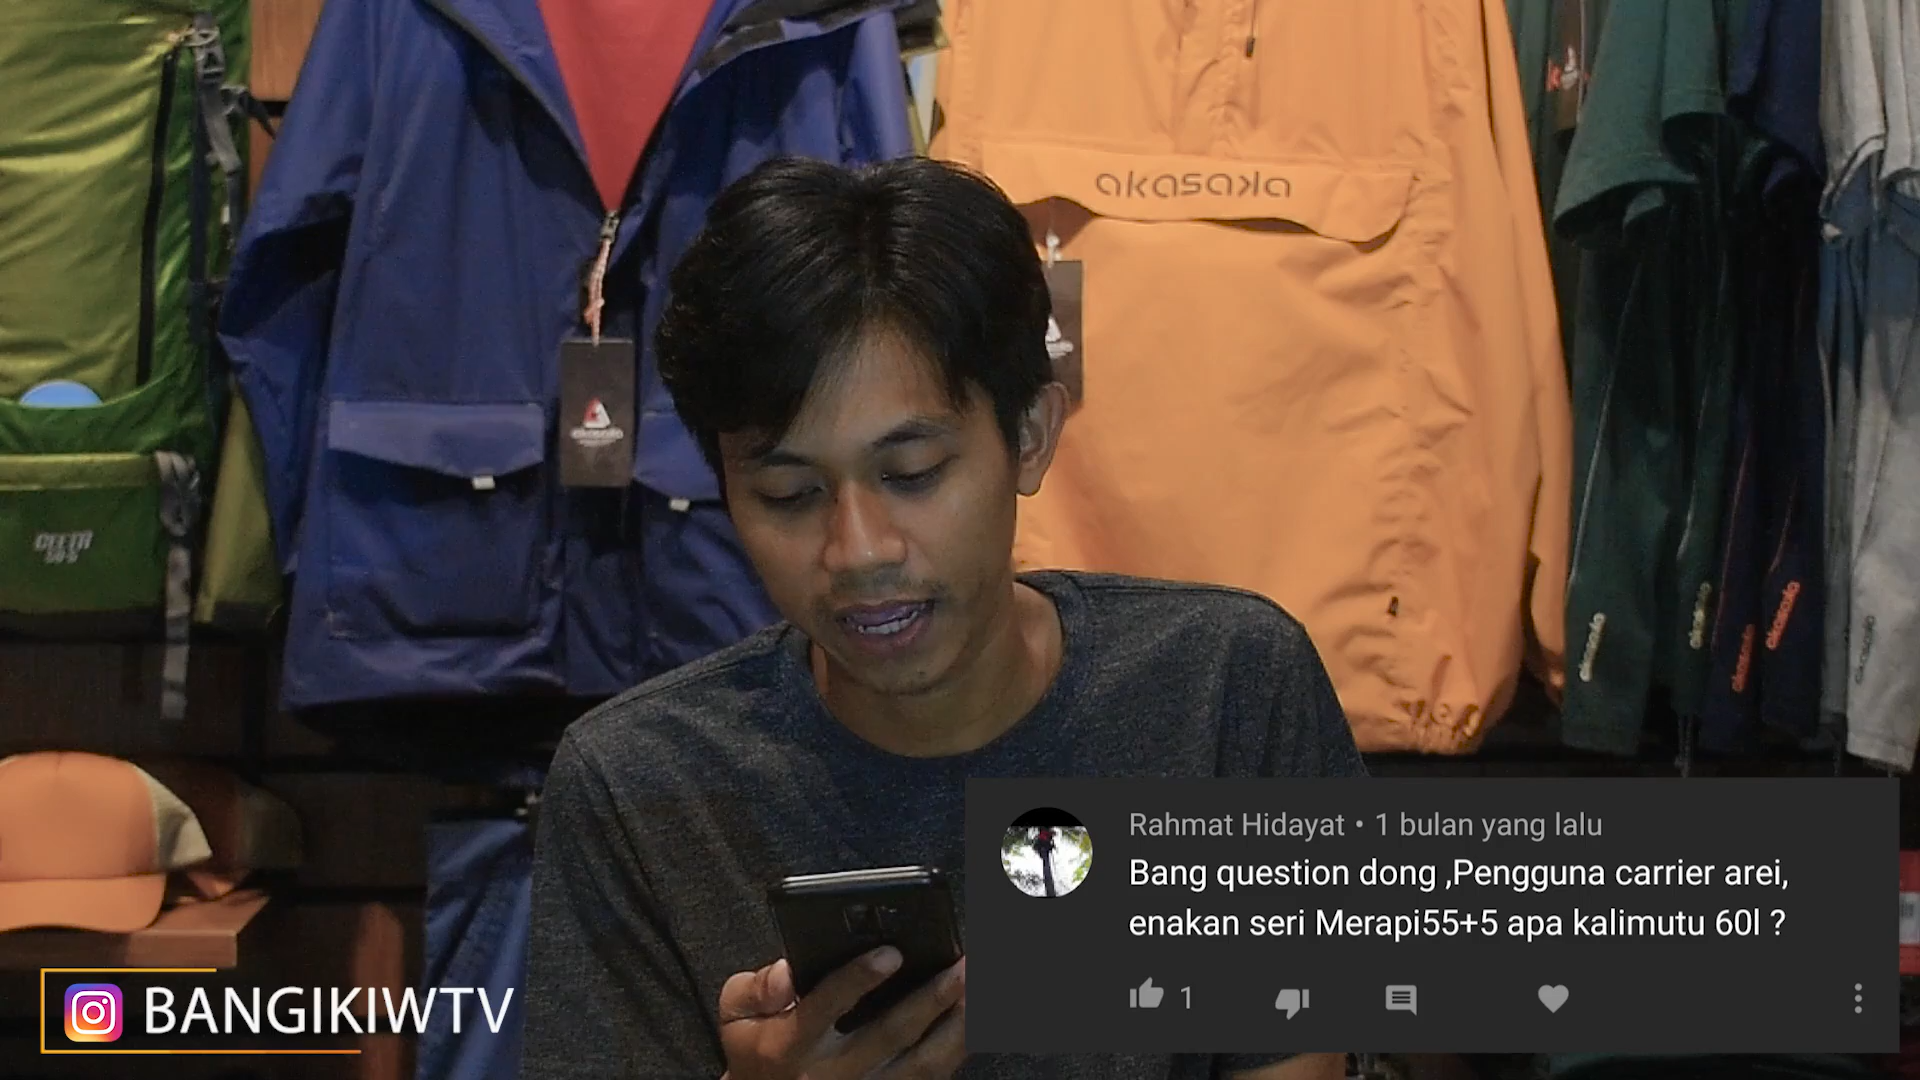 akasaka
Rahmat Hidayat • 1 bulan yang lalu
Bang question dong ,Pengguna carrier arei,
enakan seri Merapi55+5 apa kalimutu 60l ?
1
BANGIKIWTV